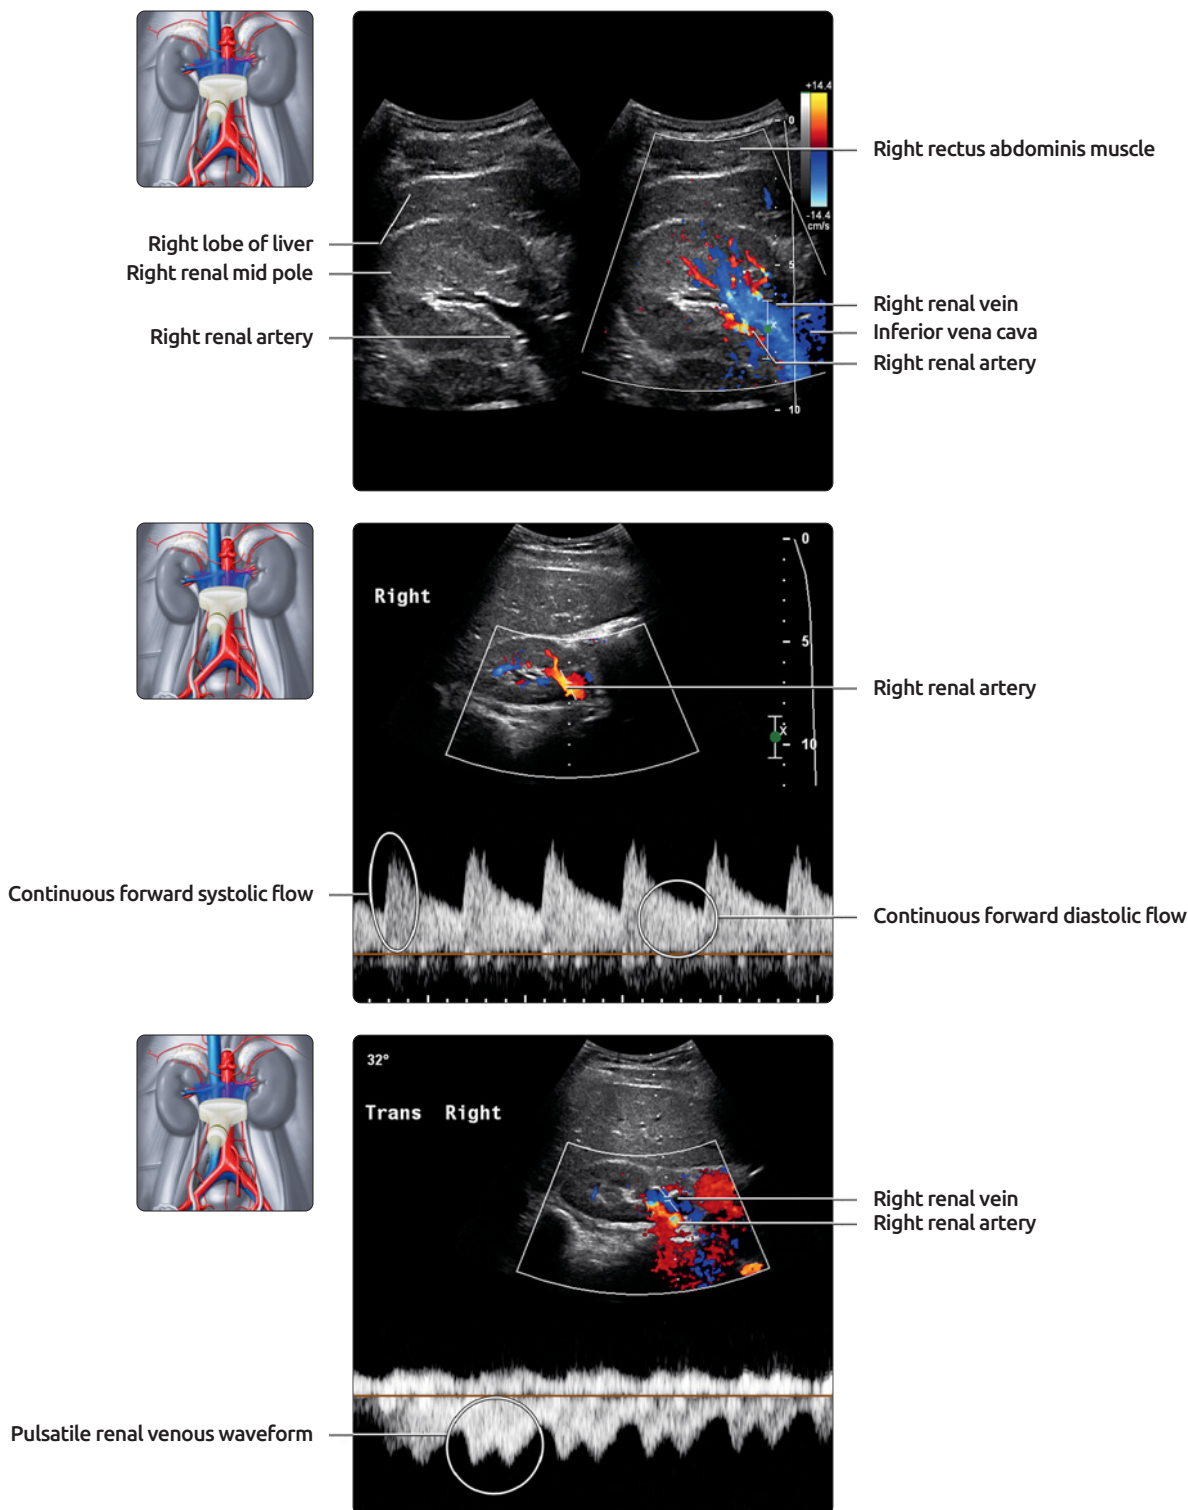 +14.4
0
Right rectus abdominis muscle
-14.4
cm/s
Right lobe of liver
Right renal mid pole
5
Right renal vein
Inferior vena cava
Right renal artery
Right renal artery
x
10
0
Right
5
Right renal artery
x
10
Continuous forward systolic flow
Continuous forward diastolic flow
32°
Trans Right
Right renal vein
Right renal artery
Pulsatile renal venous waveform